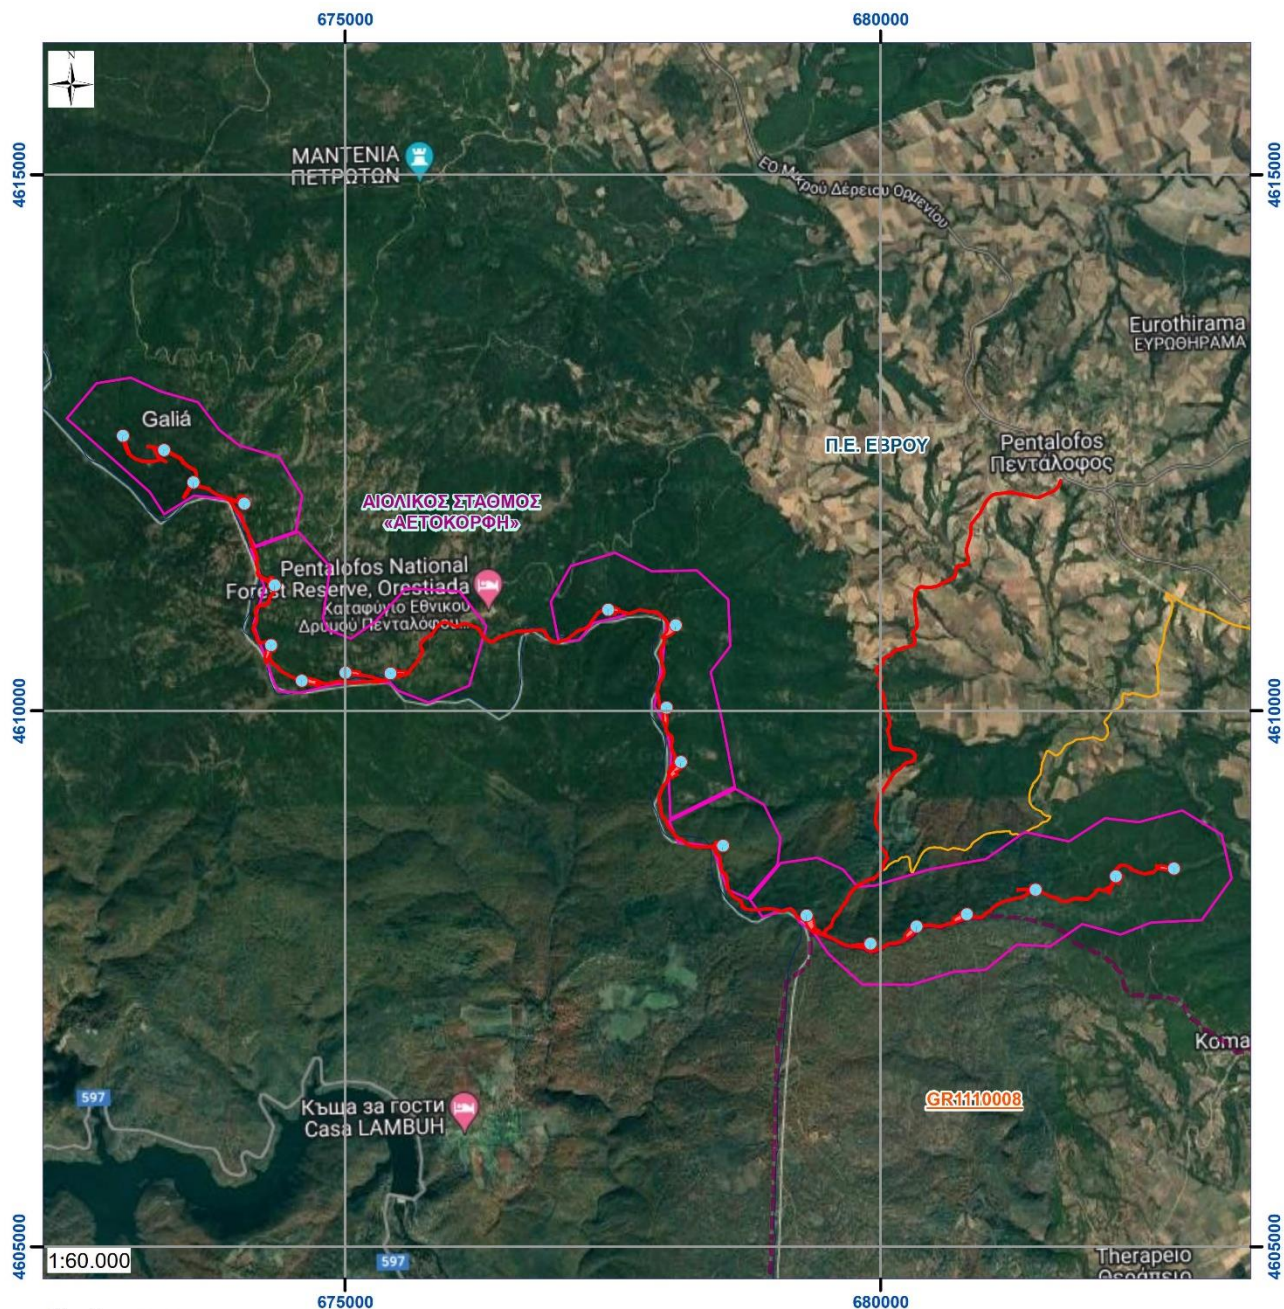 675000
680000
N
4615000
4615000
ΜΑΝΤΕΝΙΑ
ΠΕΤΡΩΤΩΝ
ΕΟ Μικρού Δέρειου Ορμενίου
Eurothirama
ΕΥΡΩΘΗΡΑΜΑ
Galiá
Π.Ε. ΕΒΡΟΥ
Pentalofos
Πεντάλοφος
ΑΙΟΛΙΚΟΣ ΣΤΑΘΜΟΣ
«ΑΕΤΟΚΟΡΦΗ»
Pentalofos National
Forest Reserve, Orestiada
Καταφύγιο Εθνικού
Δρυμού Πενταλόφου...
4610000
4610000
Koma
597
Къща за гости
Casa LAMBUH
GR1110008
4605000
4605000
1:60.000
597
Therapeio
Θεράπειο
675000
680000